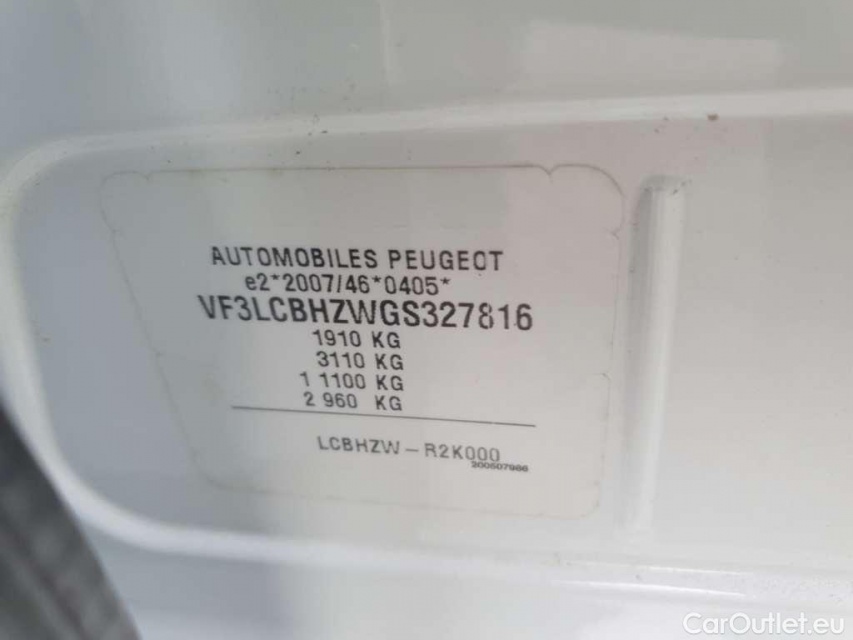 AUTOMOBILES PEUGEOT
e2*2007/46*0405*
VF3LCBHZWGS327816
1910 KG
3110 KG
1 1100 KG
2 960 KG
LCBHZW-R2K000
200507986
CarOutlet.eu